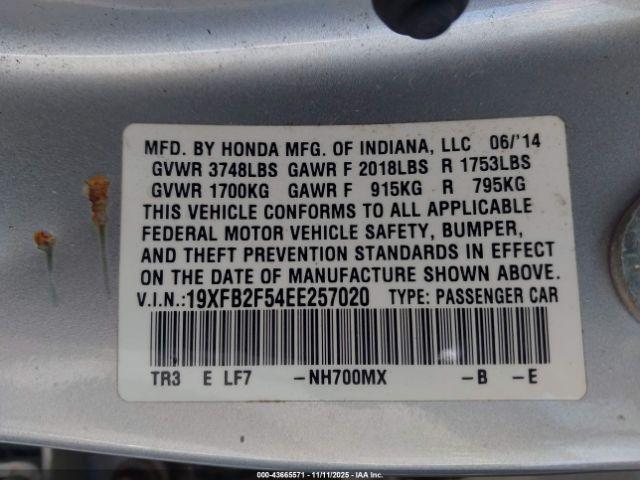 MFD. BY HONDA MFG. OF INDIANA, LLC 06/'14
GVWR 3748LBS GAWR F 2018LBS R 1753LBS
GVWR 1700KG GAWR F 915KG R 795KG
THIS VEHICLE CONFORMS TO ALL APPLICABLE
FEDERAL MOTOR VEHICLE SAFETY, BUMPER,
AND THEFT PREVENTION STANDARDS IN EFFECT
ON THE DATE OF MANUFACTURE SHOWN ABOVE.
V.I.N.:19XFB2F54EE257020 TYPE: PASSENGER CAR
TR3 E LF7 -NH700MX -B -E
000-43665571 - 11/11/2025 - IAA Inc.